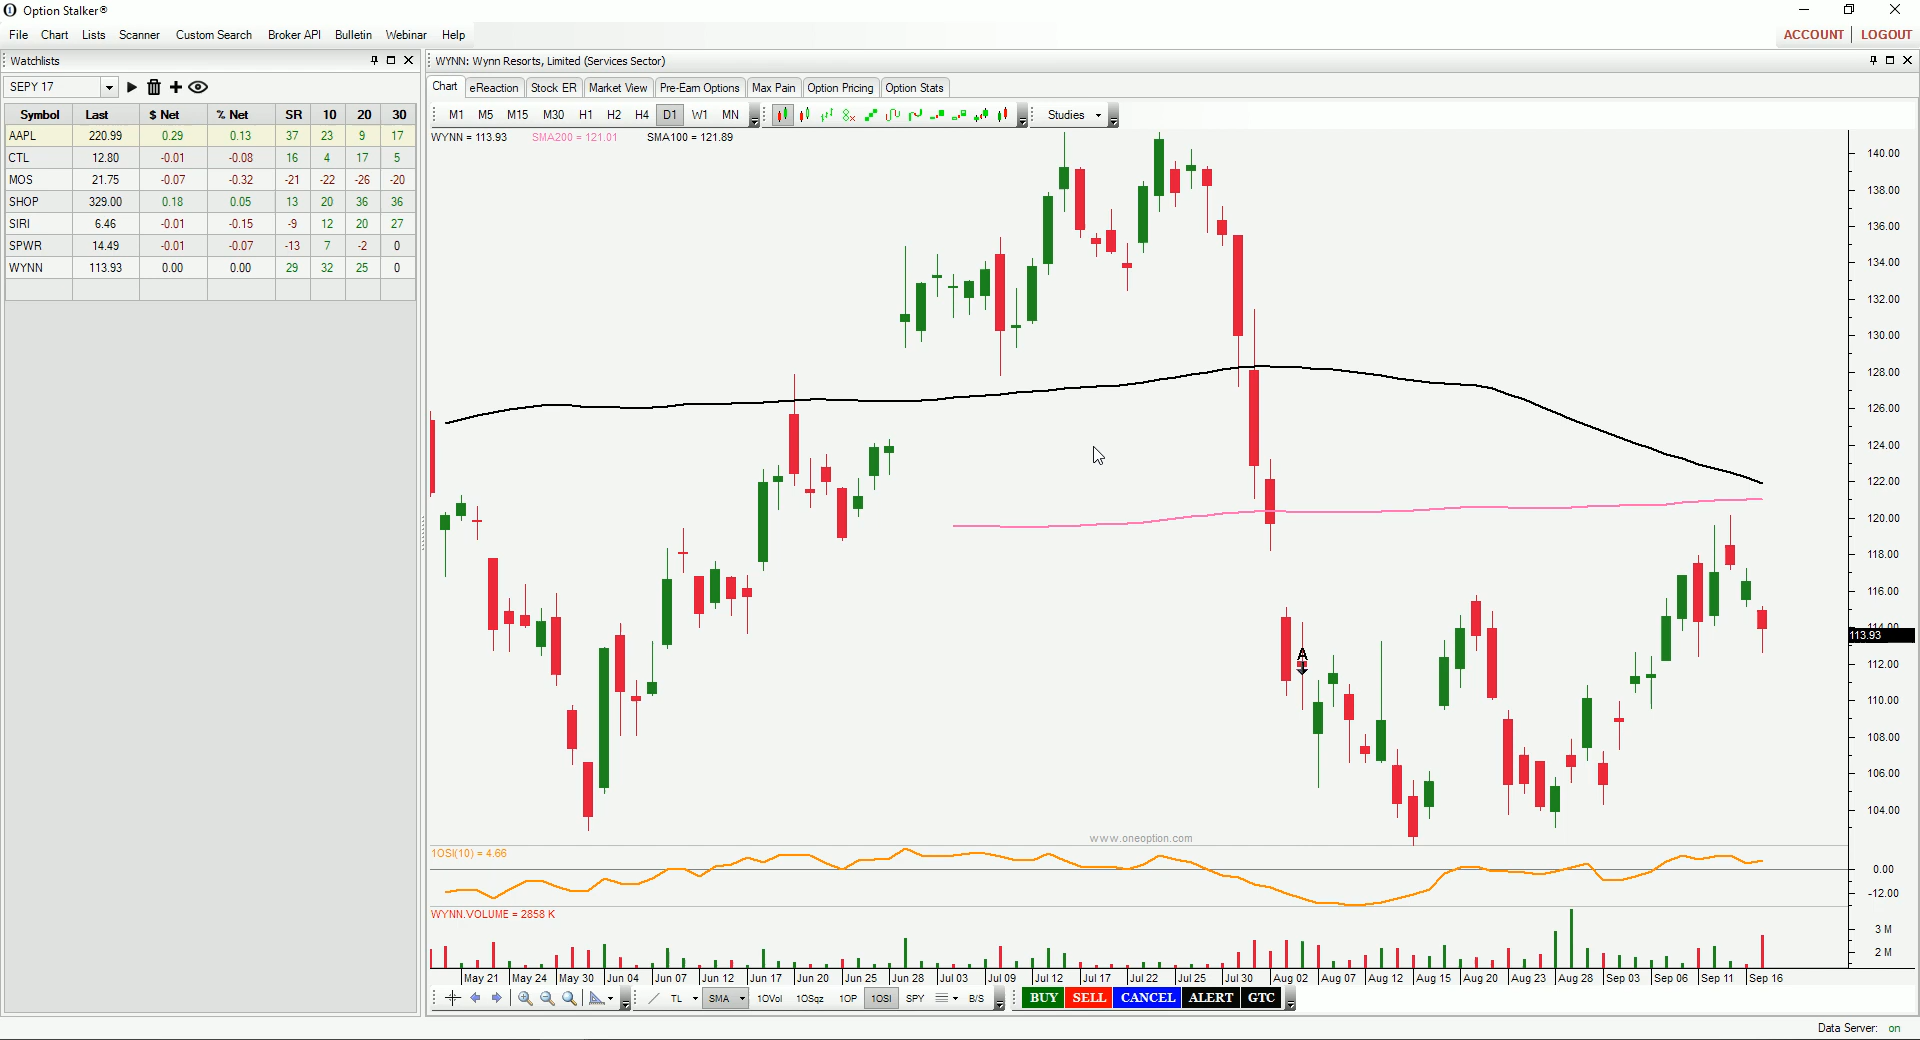 Option Stalker®
File Chart Lists Scanner Custom Search Broker API Bulletin Webinar Help ACCOUNT LOGOUT
Watchlists
SEPY 17
Symbol Last $ Net % Net SR 10 20 30
AAPL 220.99 0.29 0.13 37 23 9 17
CTL 12.80 -0.01 -0.08 16 4 17 5
MOS 21.75 -0.07 -0.32 -21 -22 -26 -20
SHOP 329.00 0.18 0.05 13 20 36 36
SIRI 6.46 -0.01 -0.15 -9 12 20 27
SPWR 14.49 -0.01 -0.07 -13 7 -2 0
WYNN 113.93 0.00 0.00 29 32 25 0
WYNN: Wynn Resorts, Limited (Services Sector)
Chart eReaction Stock ER Market View Pre-Earn Options Max Pain Option Pricing Option Stats
M1 M5 M15 M30 H1 H2 H4 D1 W1 MN Studies
WYNN = 113.93 SMA200 = 121.01 SMA100 = 121.89
140.00
138.00
136.00
134.00
132.00
130.00
128.00
126.00
124.00
122.00
120.00
118.00
116.00
114.00
113.93
112.00
110.00
108.00
106.00
104.00
A
www.oneoption.com
1OSI(10) = 4.66
0.00
-12.00
WYNN.VOLUME = 2858 K
3 M
2 M
May 21 May 24 May 30 Jun 04 Jun 07 Jun 12 Jun 17 Jun 20 Jun 25 Jun 28 Jul 03 Jul 09 Jul 12 Jul 17 Jul 22 Jul 25 Jul 30 Aug 02 Aug 07 Aug 12 Aug 15 Aug 20 Aug 23 Aug 28 Sep 03 Sep 06 Sep 11 Sep 16
TL SMA 1OVol 1OSqz 1OP 1OSI SPY B/S BUY SELL CANCEL ALERT GTC
Data Server: on